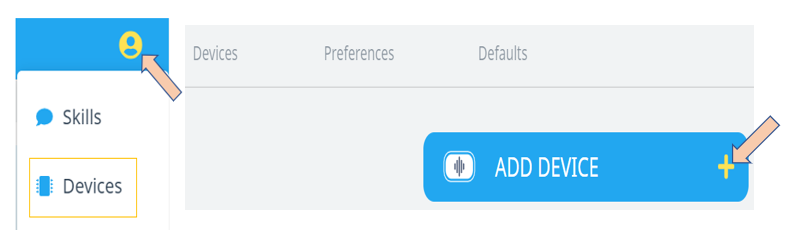 Skills
Devices
Devices Preferences Defaults
ADD DEVICE